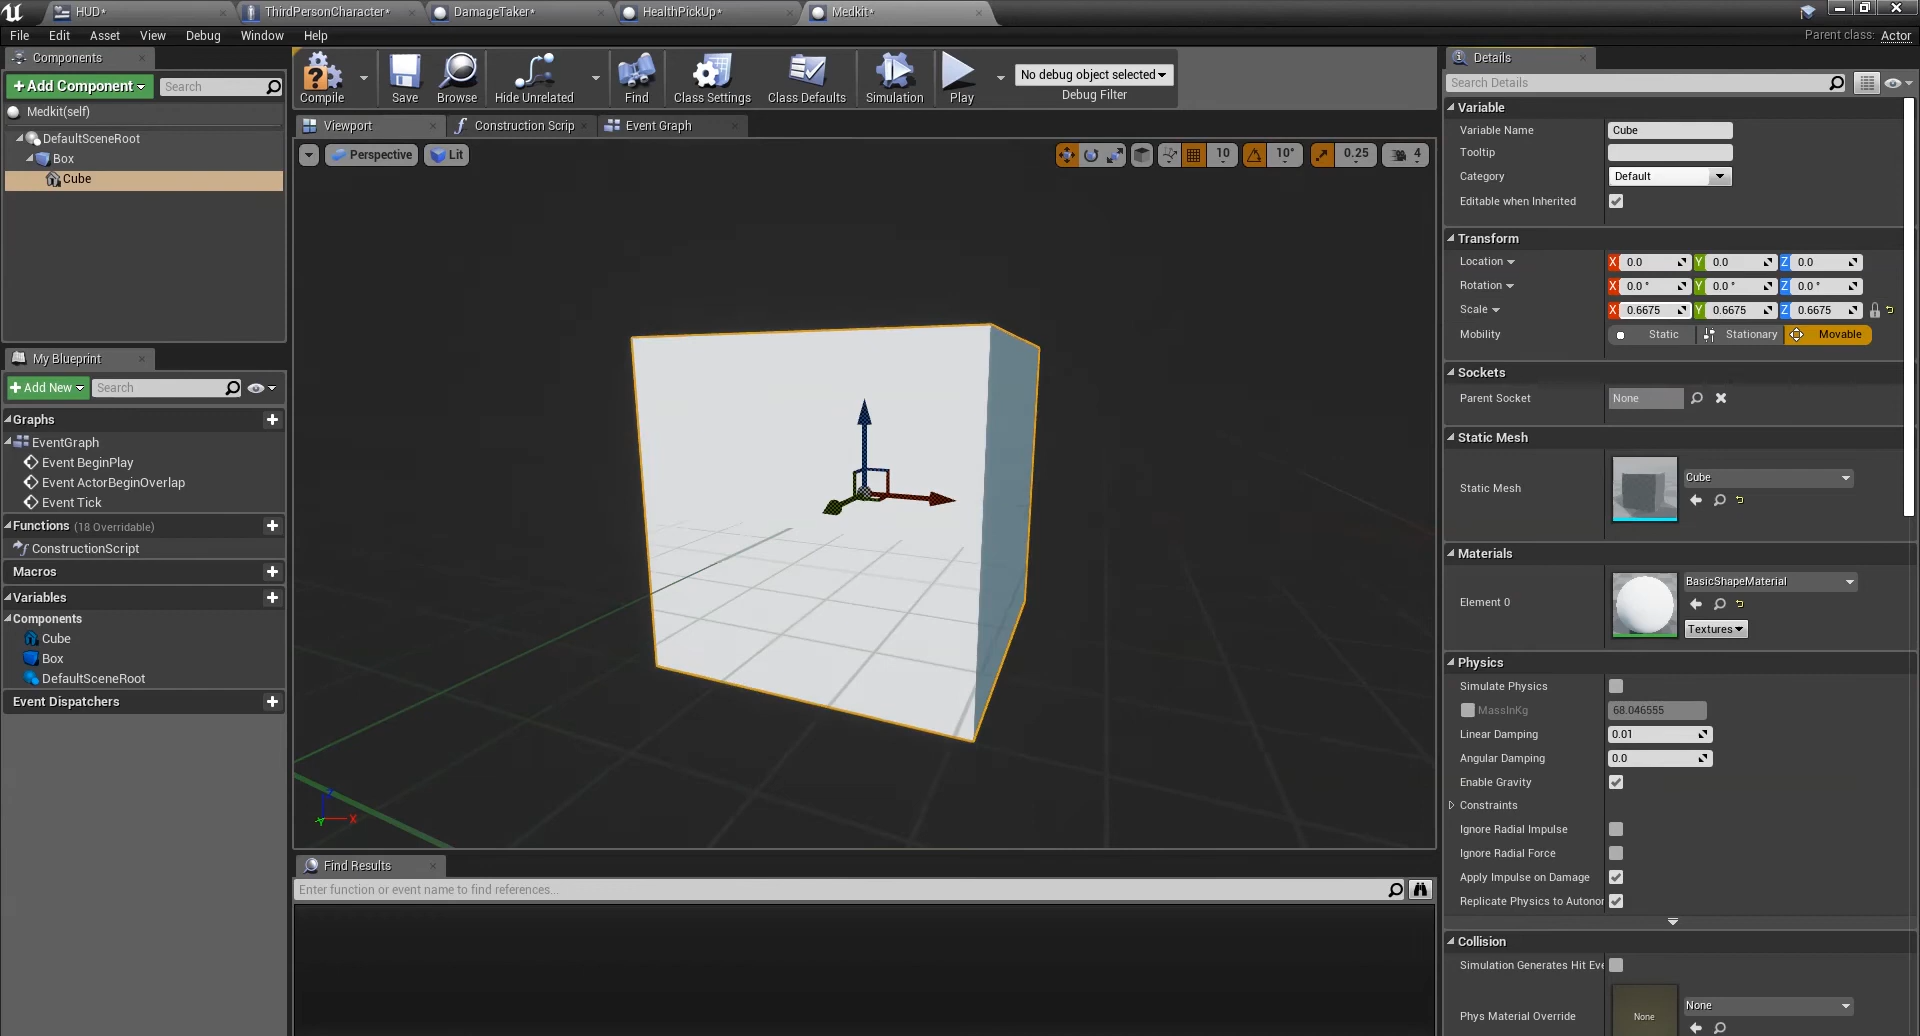 HUD*
ThirdPersonCharacter*
DamageTaker*
HealthPickUp*
Medkit*
File Edit Asset View Debug Window Help
Parent class: Actor
Components
+Add Component
Search
Medkit(self)
DefaultSceneRoot
Box
Cube
My Blueprint
+Add New
Search
Graphs
EventGraph
Event BeginPlay
Event ActorBeginOverlap
Event Tick
Functions (18 Overridable)
ConstructionScript
Macros
Variables
Components
Cube
Box
DefaultSceneRoot
Event Dispatchers
Compile
Save
Browse
Hide Unrelated
Find
Class Settings
Class Defaults
Simulation
Play
No debug object selected
Debug Filter
Viewport
Construction Scrip
Event Graph
Perspective
Lit
10
10°
0.25
4
Z
X
Y
Find Results
Enter function or event name to find references...
Details
Search Details
Variable
Variable Name Cube
Tooltip
Category Default
Editable when Inherited
Transform
Location X 0.0 Y 0.0 Z 0.0
Rotation X 0.0 ° Y 0.0 ° Z 0.0 °
Scale X 0.6675 Y 0.6675 Z 0.6675
Mobility Static Stationary Movable
Sockets
Parent Socket None
Static Mesh
Static Mesh Cube
Materials
Element 0 BasicShapeMaterial
Textures
Physics
Simulate Physics
MassInKg 68.046555
Linear Damping 0.01
Angular Damping 0.0
Enable Gravity
Constraints
Ignore Radial Impulse
Ignore Radial Force
Apply Impulse on Damage
Replicate Physics to Autonor
Collision
Simulation Generates Hit Eve
Phys Material Override None None